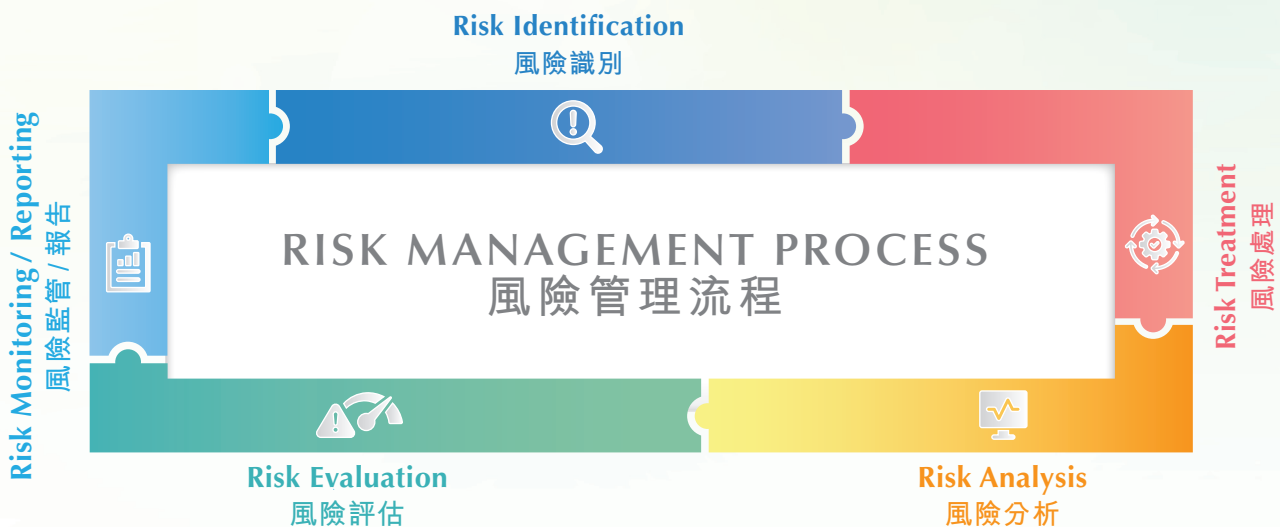 Risk Identification
風險識別
Risk Monitoring / Reporting
風險監管 / 報告
RISK MANAGEMENT PROCESS
風險管理流程
Risk Treatment
風險處理
Risk Evaluation
風險評估
Risk Analysis
風險分析